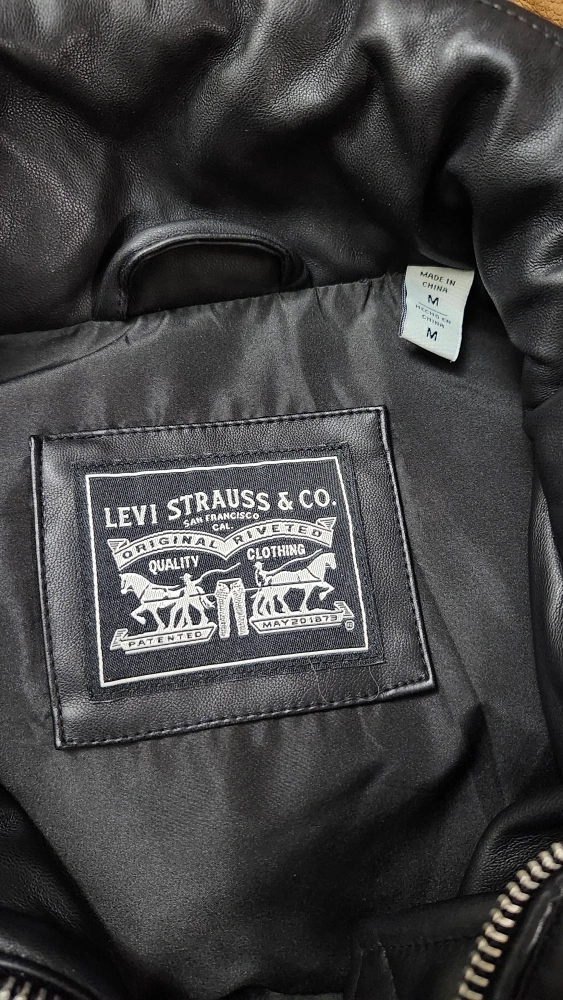 MADE IN
CHINA
M
HECHO EN
CHINA
M
LEVI STRAUSS & CO.
SAN FRANCISCO
CAL.
ORIGINAL RIVETED
QUALITY CLOTHING
PATENTED MAY 20 1873 ®